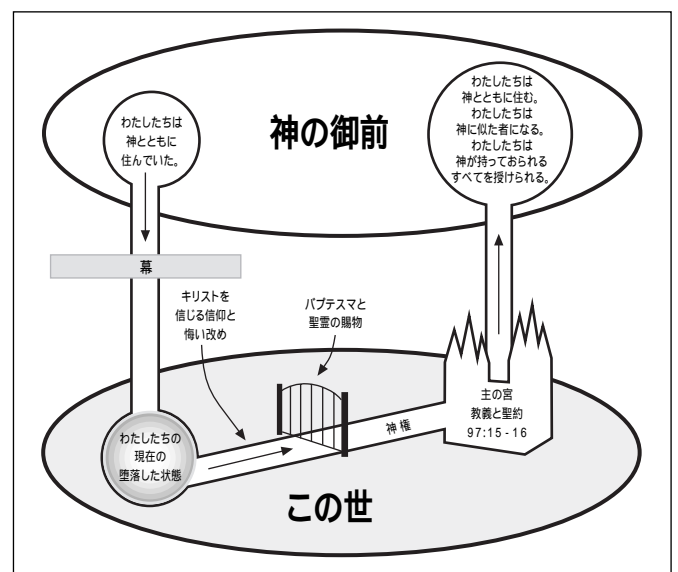 わたしたちは
神とともに
住んでいた。
神の御前
わたしたちは
神とともに住む。
わたしたちは
神に似た者になる。
わたしたちは
神が持っておられる
すべてを授けられる。
幕
キリストを
信じる信仰と
悔い改め
バプテスマと
聖霊の賜物
主の宮
教義と聖約
97:15-16
神権
わたしたちの
現在の
堕落した状態
この世